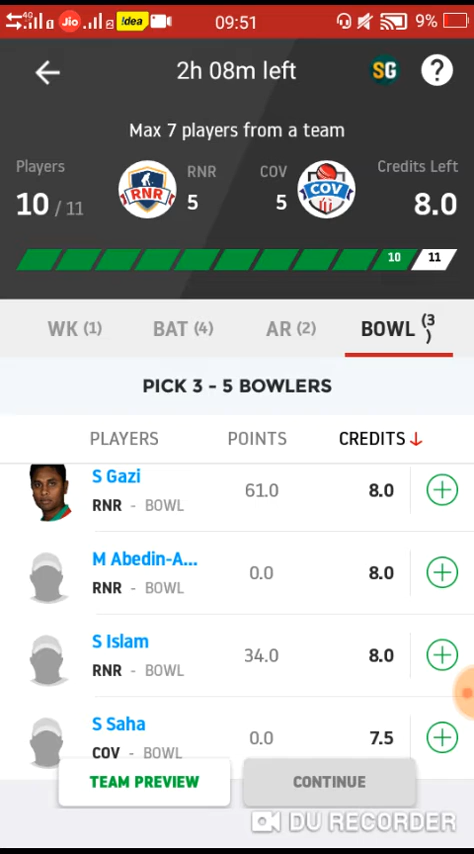 4G Jio !dea 09:51 9%
2h 08m left SG ?
Max 7 players from a team
Players RNR COV Credits Left
10 / 11 RNR 5 5 COV 8.0
10 11
WK (1) BAT (4) AR (2) BOWL (3
)
PICK 3 - 5 BOWLERS
PLAYERS POINTS CREDITS
S Gazi 61.0 8.0
RNR - BOWL
M Abedin-A... 0.0 8.0
RNR - BOWL
S Islam 34.0 8.0
RNR - BOWL
S Saha 0.0 7.5
COV - BOWL
TEAM PREVIEW CONTINUE
DU RECORDER